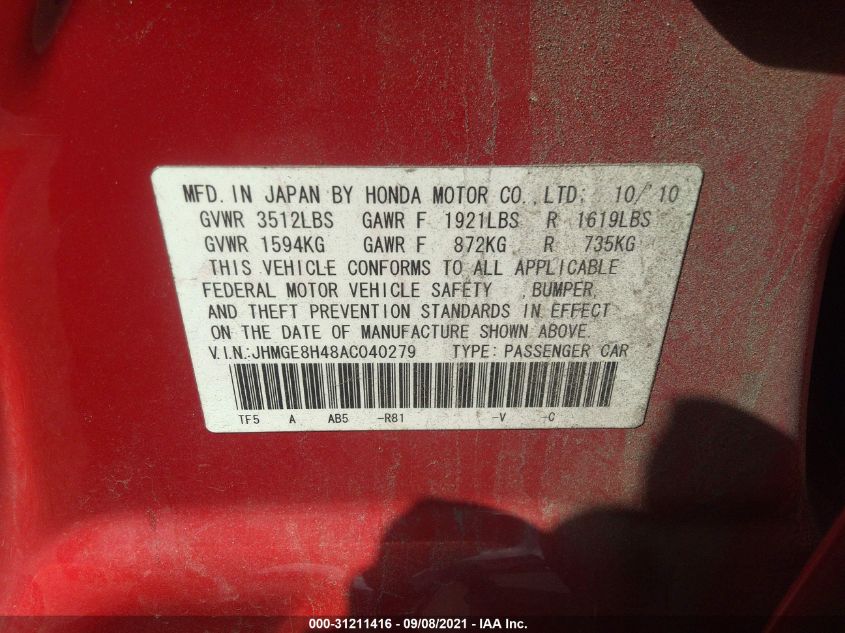 MFD. IN JAPAN BY HONDA MOTOR CO., LTD. 10/10
GVWR 3512LBS GAWR F 1921LBS R 1619LBS
GVWR 1594KG GAWR F 872KG R 735KG
THIS VEHICLE CONFORMS TO ALL APPLICABLE
FEDERAL MOTOR VEHICLE SAFETY , BUMPER,
AND THEFT PREVENTION STANDARDS IN EFFECT
ON THE DATE OF MANUFACTURE SHOWN ABOVE.
V.I.N.:JHMGE8H48AC040279 TYPE: PASSENGER CAR
TF5 A AB5 -R81 -V -C
000-31211416 - 09/08/2021 - IAA Inc.